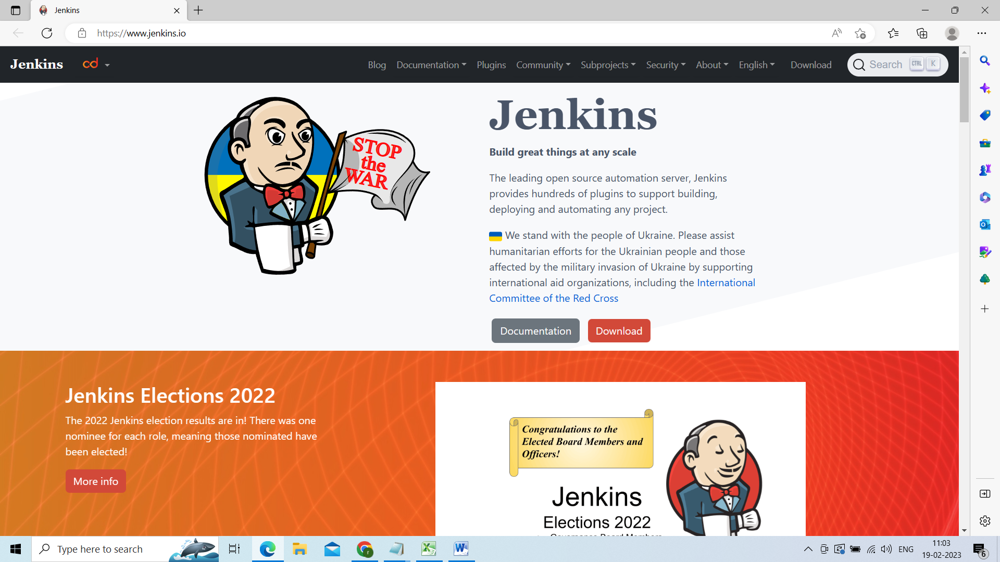 Jenkins
https://www.jenkins.io
Jenkins
cd
Blog Documentation Plugins Community Subprojects Security About English Download
Search CTRL K
STOP
the
WAR
Jenkins
Build great things at any scale
The leading open source automation server, Jenkins
provides hundreds of plugins to support building,
deploying and automating any project.
We stand with the people of Ukraine. Please assist
humanitarian efforts for the Ukrainian people and those
affected by the military invasion of Ukraine by supporting
international aid organizations, including the International
Committee of the Red Cross
Documentation Download
Jenkins Elections 2022
The 2022 Jenkins election results are in! There was one
nominee for each role, meaning those nominated have
been elected!
More info
Congratulations to the
Elected Board Members and
Officers!
Jenkins
Elections 2022
Governance Board Members
Type here to search
r
ENG
11:03
19-02-2023
6